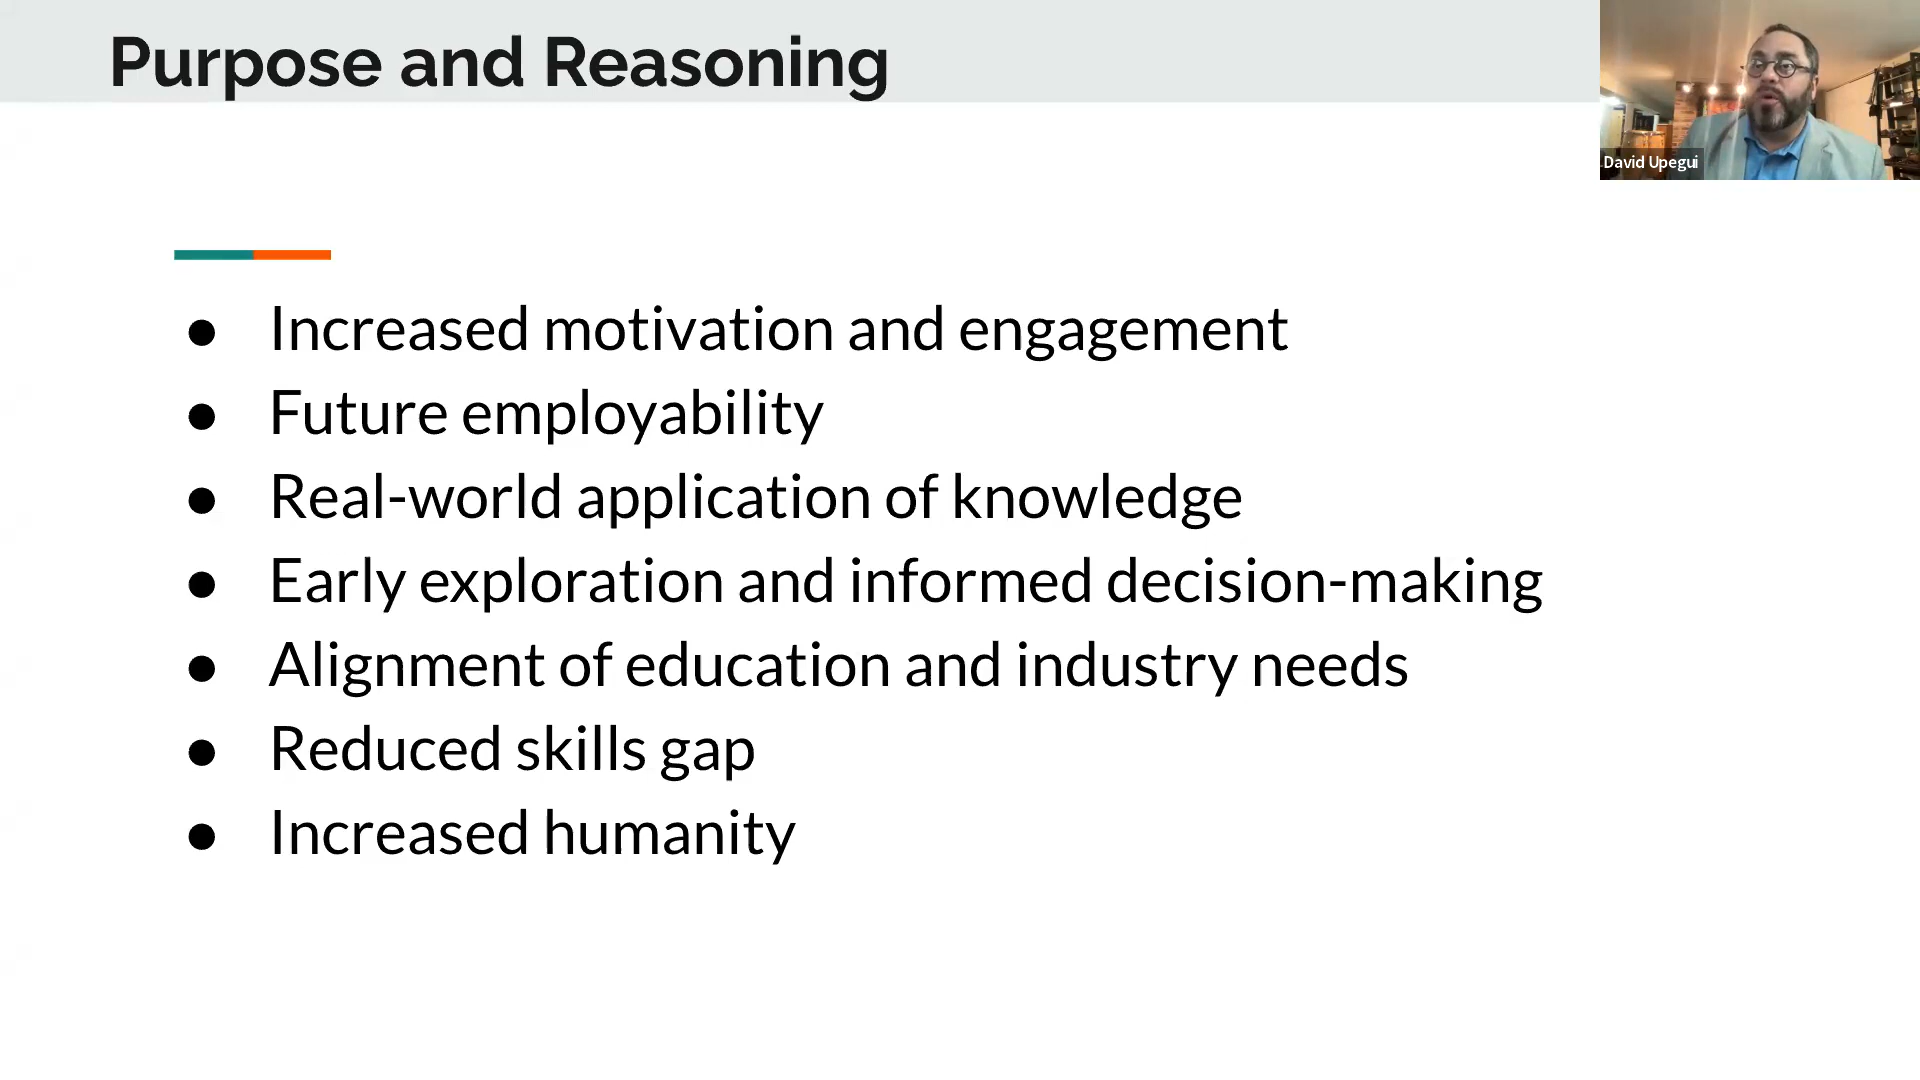 Purpose and Reasoning
David Upegui
● Increased motivation and engagement
● Future employability
● Real-world application of knowledge
● Early exploration and informed decision-making
● Alignment of education and industry needs
● Reduced skills gap
● Increased humanity